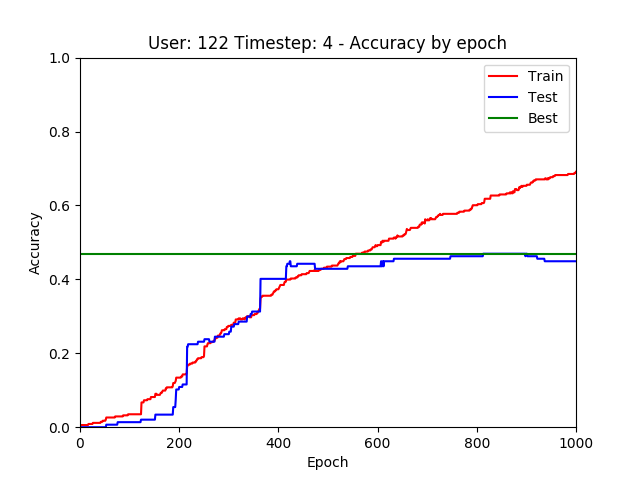 User: 122 Timestep: 4 - Accuracy by epoch
1.0
0.8
0.6
0.4
0.2
0.0
Accuracy
Train
Test
Best
0 200 400 600 800 1000
Epoch